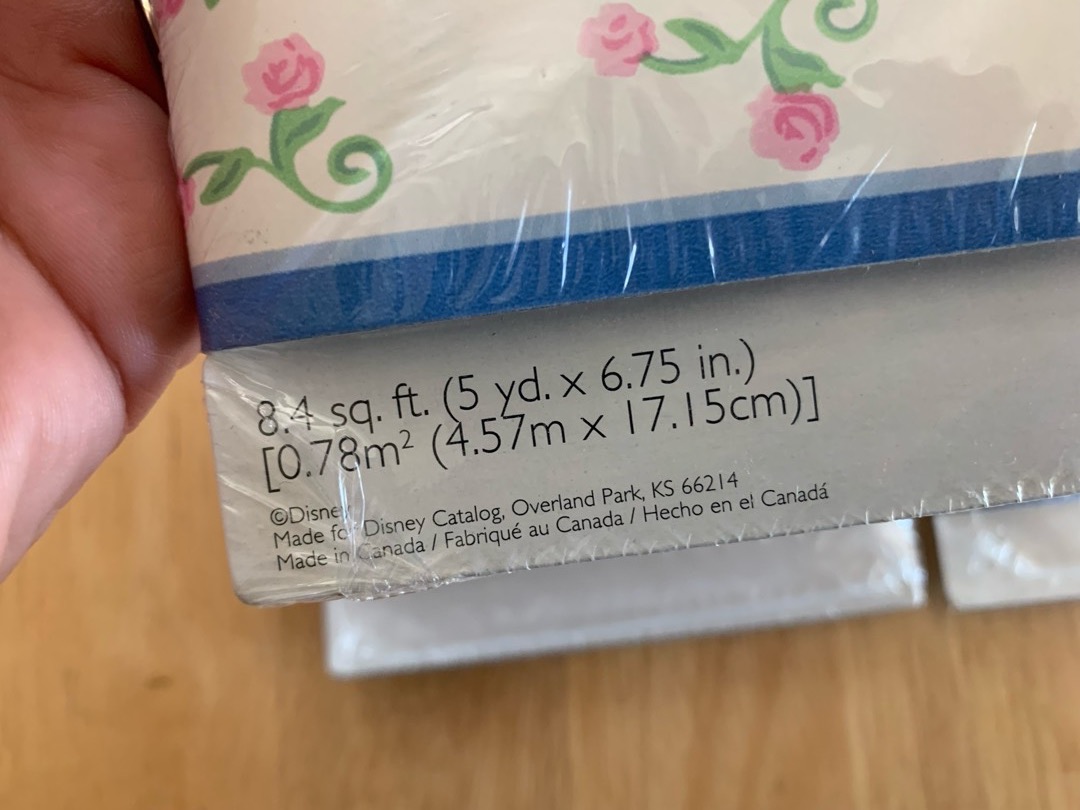 8.4 sq. ft. (5 yd. x 6.75 in.)
[0.78m² (4.57m x 17.15cm)]
©Disney
Made for Disney Catalog, Overland Park, KS 66214
Made in Canada / Fabriqué au Canada / Hecho en el Canadá